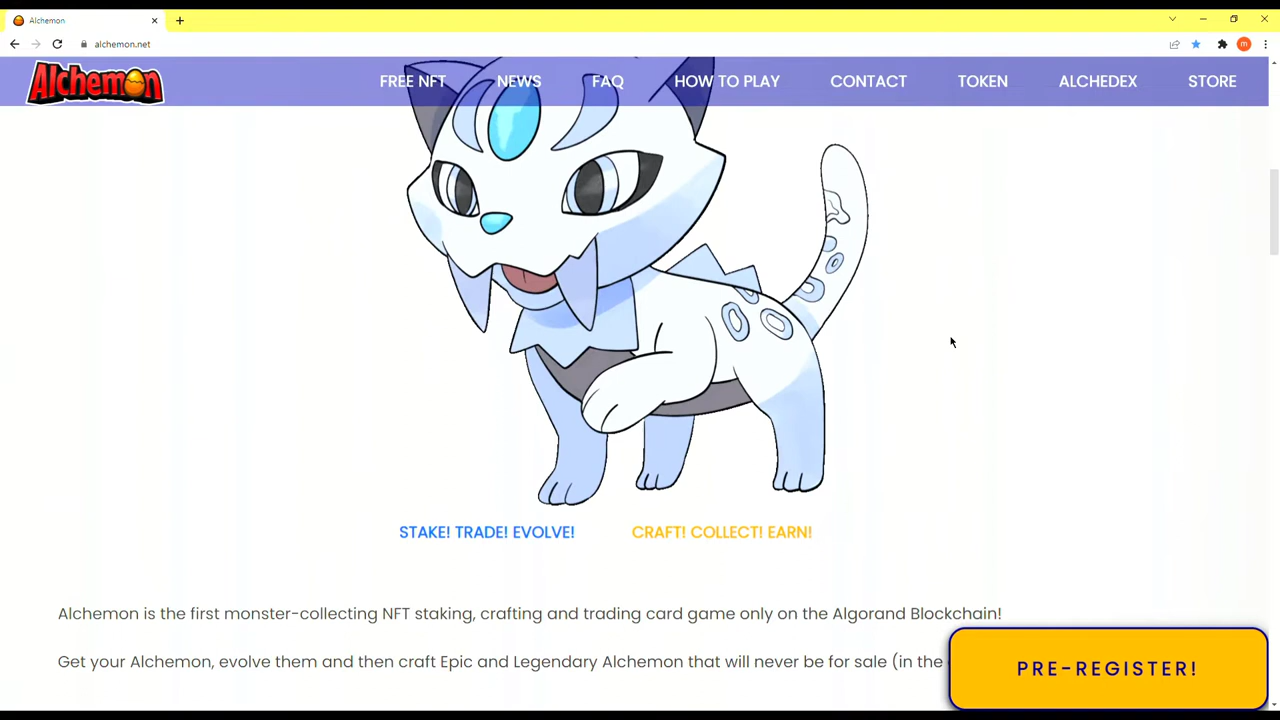 Alchemon
alchemon.net
m
Alchemon
FREE NFT NEWS FAQ HOW TO PLAY CONTACT TOKEN ALCHEDEX STORE
STAKE! TRADE! EVOLVE! CRAFT! COLLECT! EARN!
Alchemon is the first monster-collecting NFT staking, crafting and trading card game only on the Algorand Blockchain!
Get your Alchemon, evolve them and then craft Epic and Legendary Alchemon that will never be for sale (in the
PRE-REGISTER!